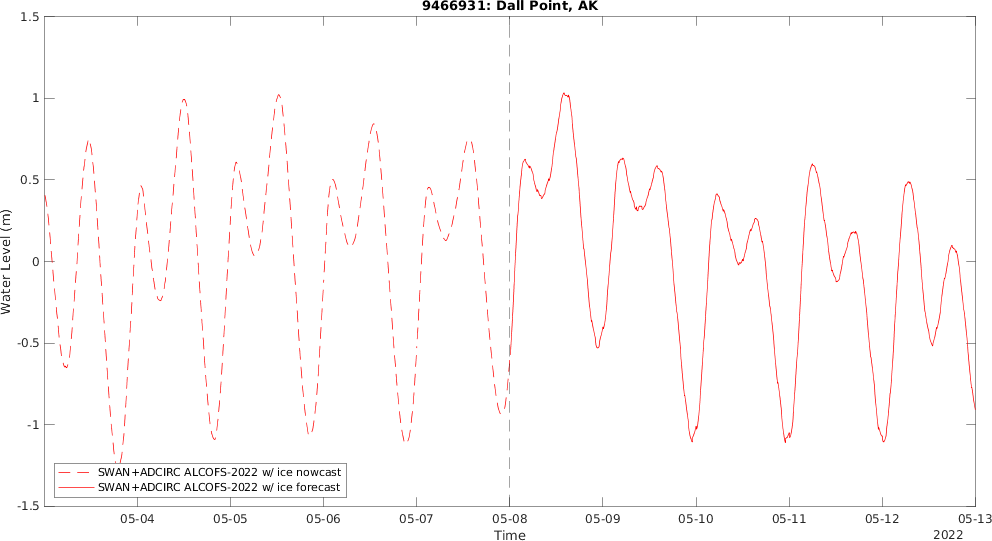 9466931: Dall Point, AK
1.5
1
0.5
0
-0.5
-1
-1.5
Water Level (m)
SWAN+ADCIRC ALCOFS-2022 w/ ice nowcast
SWAN+ADCIRC ALCOFS-2022 w/ ice forecast
05-04 05-05 05-06 05-07 05-08 05-09 05-10 05-11 05-12 05-13
Time
2022